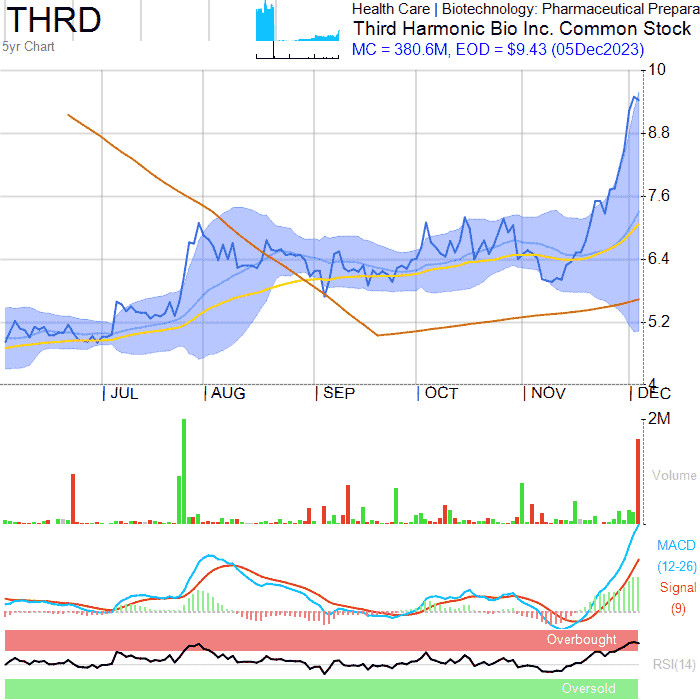 THRD
5yr Chart
Health Care | Biotechnology: Pharmaceutical Prepara
Third Harmonic Bio Inc. Common Stock
MC = 380.6M, EOD = $9.43 (05Dec2023)
10
8.8
7.6
6.4
5.2
4
JUL AUG SEP OCT NOV DEC
2M
Volume
MACD
(12-26)
Signal
(9)
Overbought
RSI(14)
Oversold